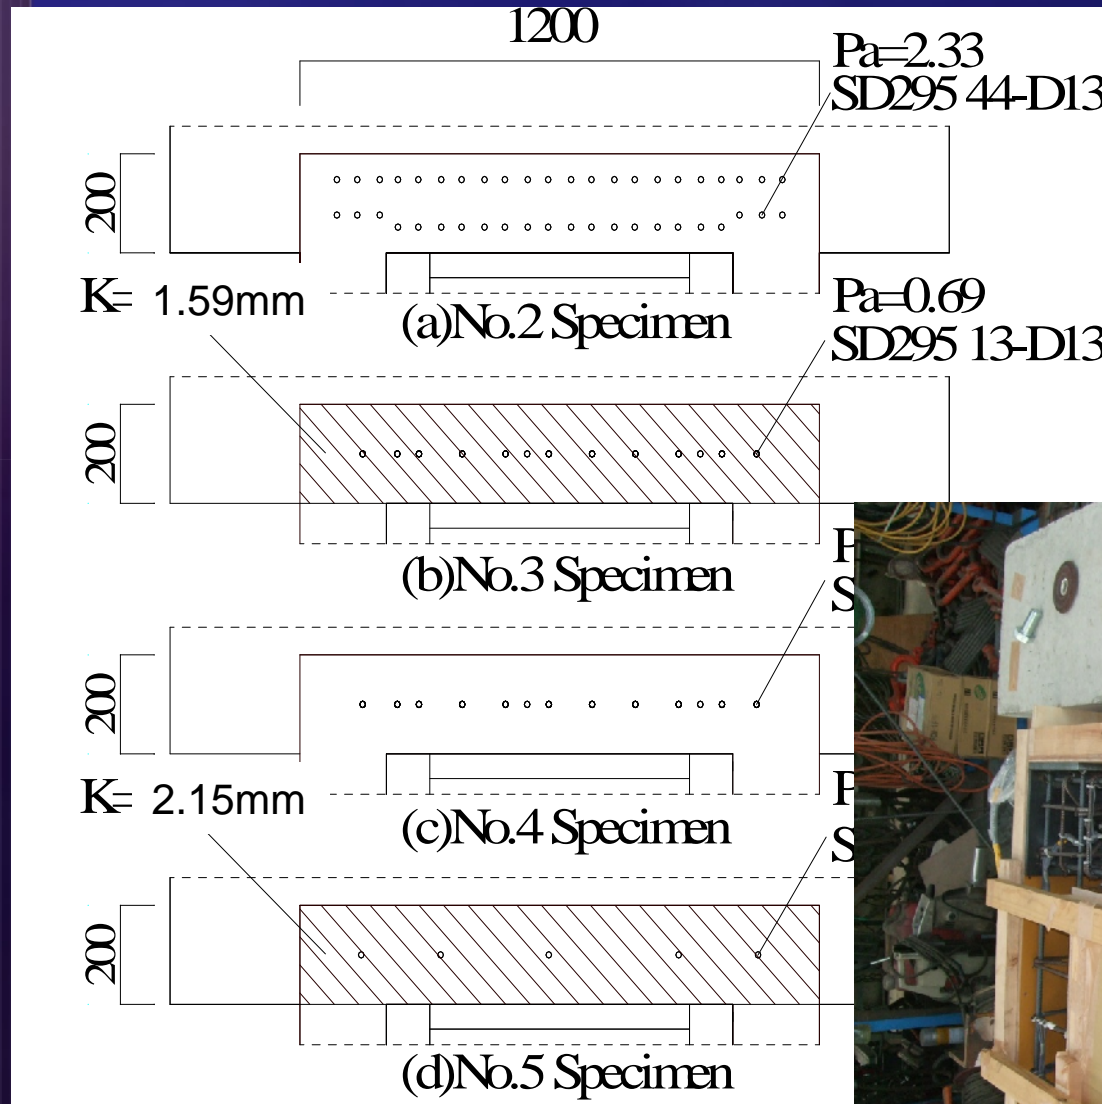 1200
Pa=2.33
SD295 44-D13
200
K= 1.59mm
(a)No.2 Specimen
Pa=0.69
SD295 13-D13
200
(b)No.3 Specimen
P
S
200
K= 2.15mm
(c)No.4 Specimen
P
S
200
(d)No.5 Specimen